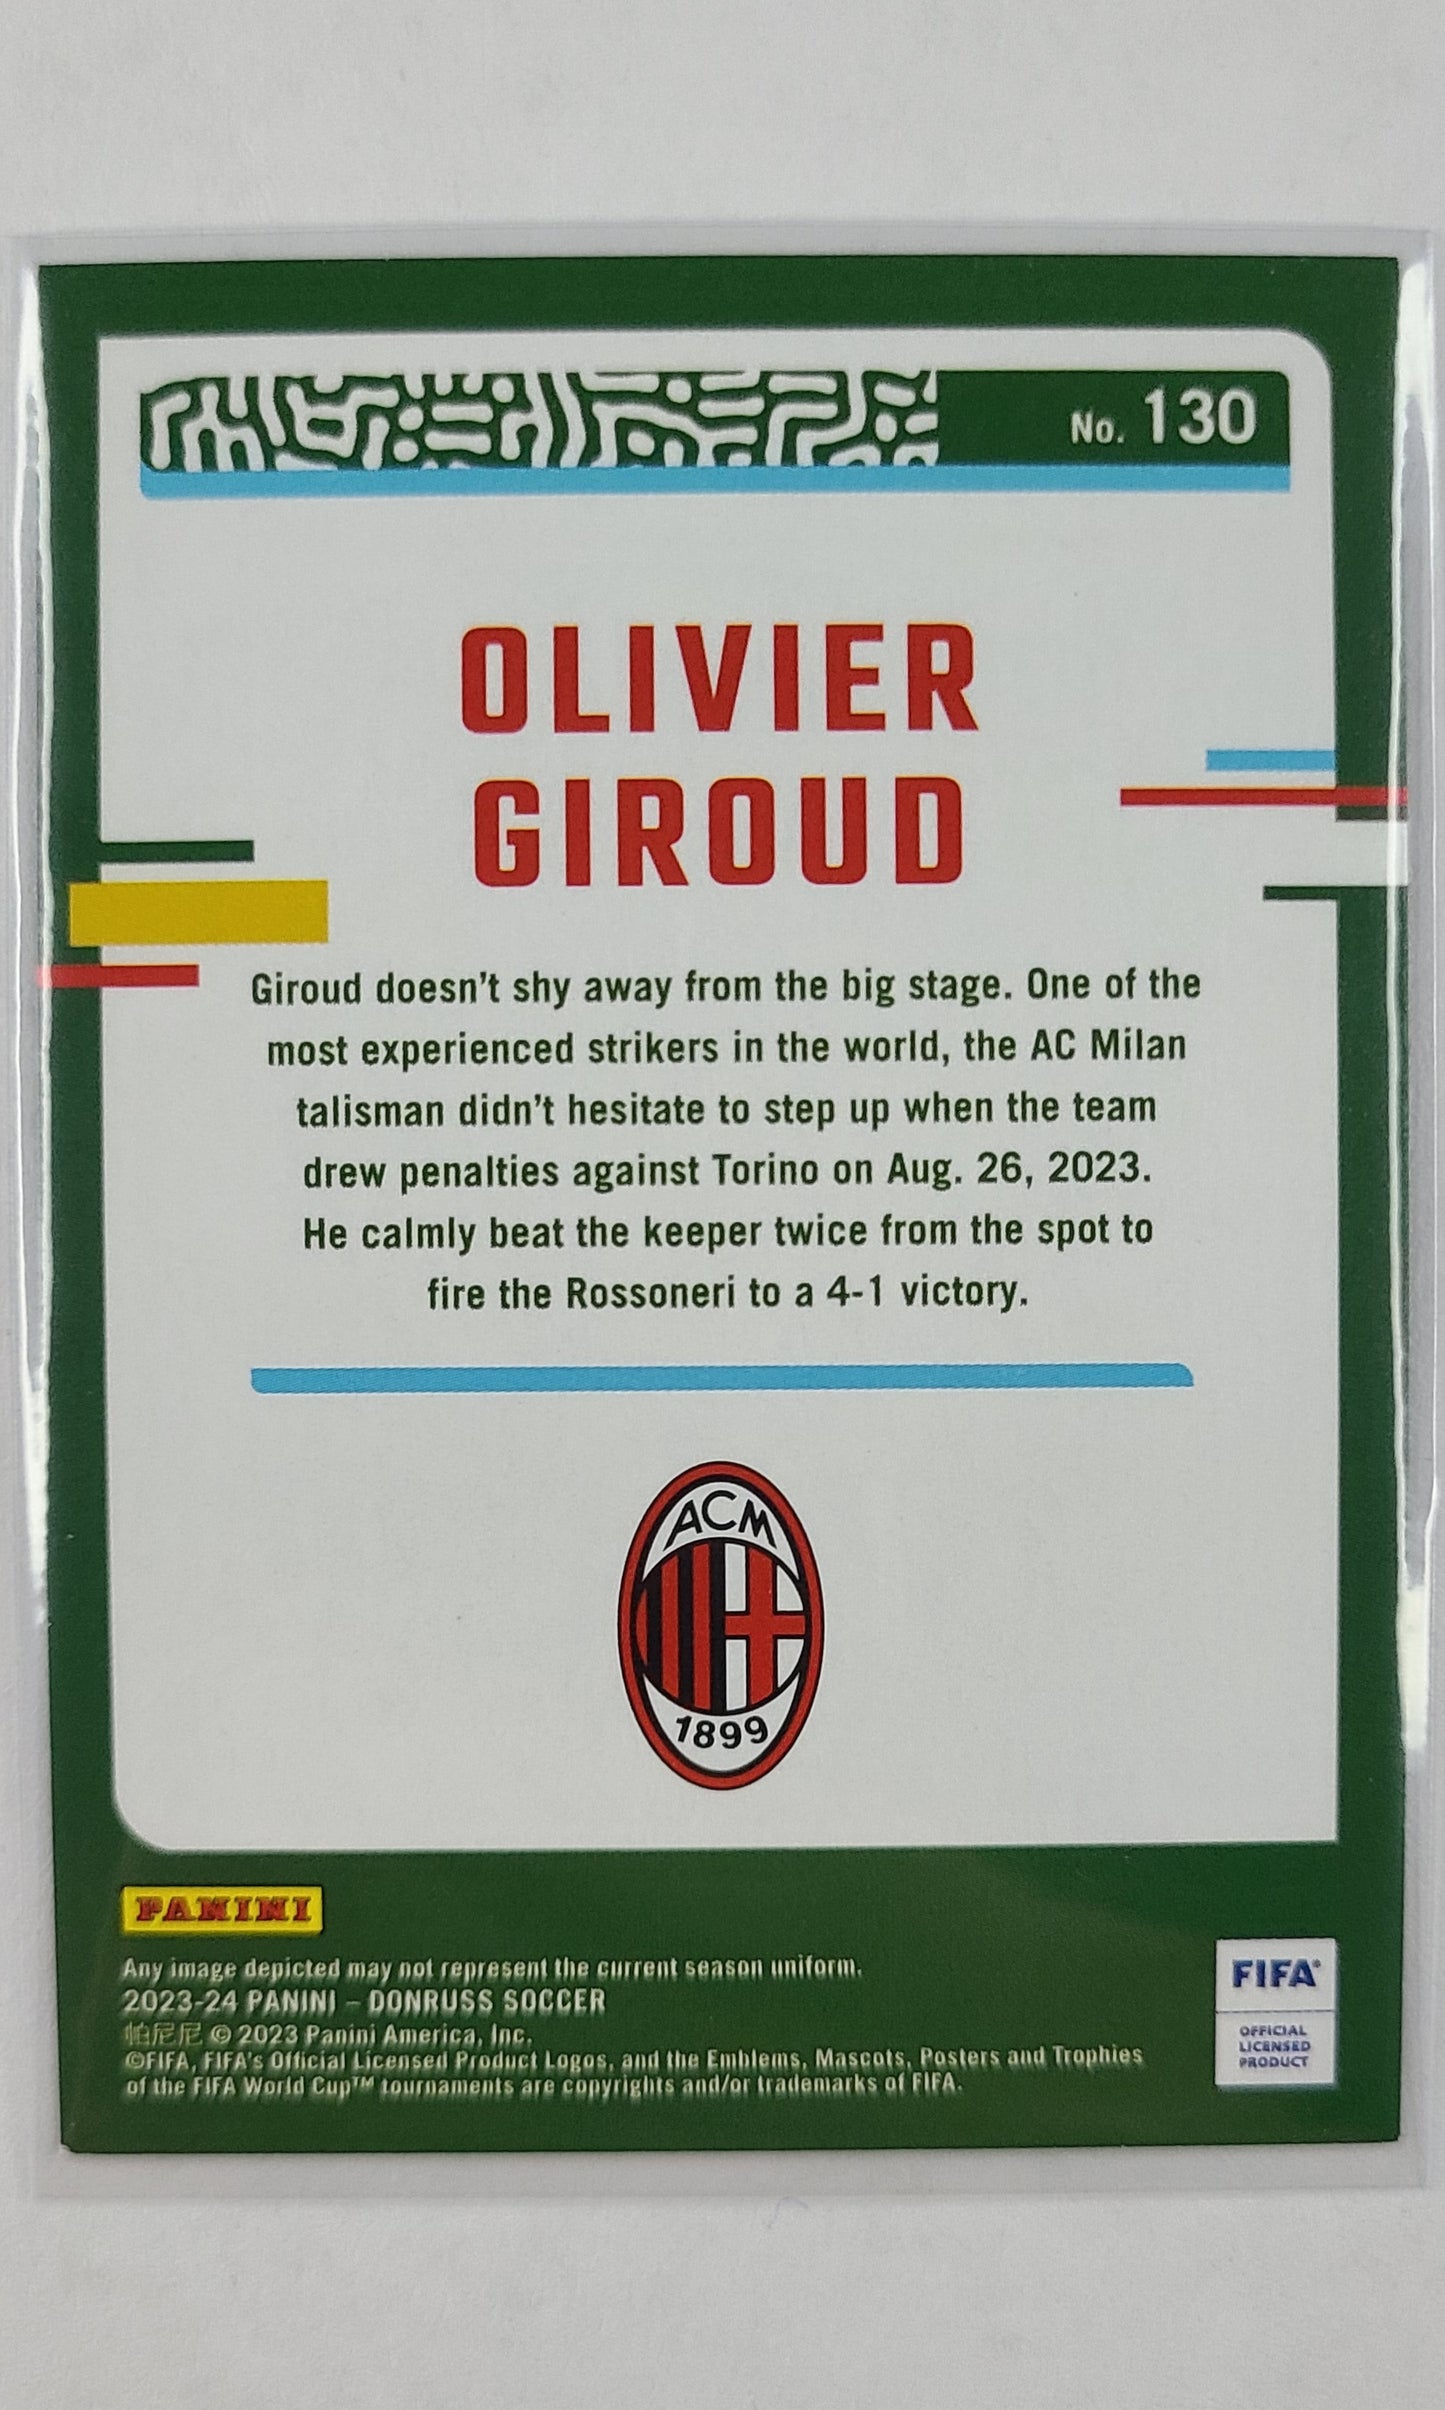 No. 130
OLIVIER
GIROUD
Giroud doesn't shy away from the big stage. One of the
most experienced strikers in the world, the AC Milan
talisman didn't hesitate to step up when the team
drew penalties against Torino on Aug. 26, 2023.
He calmly beat the keeper twice from the spot to
fire the Rossoneri to a 4-1 victory.
ACM
1899
PANINI
Any image depicted may not represent the current season uniform.
2023-24 PANINI – DONRUSS SOCCER
帕尼尼 © 2023 Panini America, Inc.
©FIFA, FIFA's Official Licensed Product Logos, and the Emblems, Mascots, Posters and Trophies
of the FIFA World Cup™ tournaments are copyrights and/or trademarks of FIFA.
FIFA®
OFFICIAL
LICENSED
PRODUCT